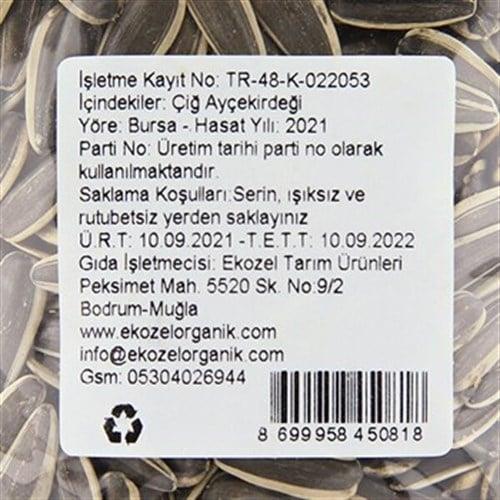 İşletme Kayıt No: TR-48-K-022053
İçindekiler: Çiğ Ayçekirdeği
Yöre: Bursa - Hasat Yılı: 2021
Parti No: Üretim tarihi parti no olarak
kullanılmaktandır.
Saklama Koşulları:Serin, ışıksız ve
rutubetsiz yerden saklayınız
Ü.R.T: 10.09.2021 -T.E.T.T: 10.09.2022
Gıda İşletmecisi: Ekozel Tarım Ürünleri
Peksimet Mah. 5520 Sk. No:9/2
Bodrum-Muğla
www.ekozelorganik.com
info@ekozelorganik.com
Gsm: 05304026944
8 699958 450818